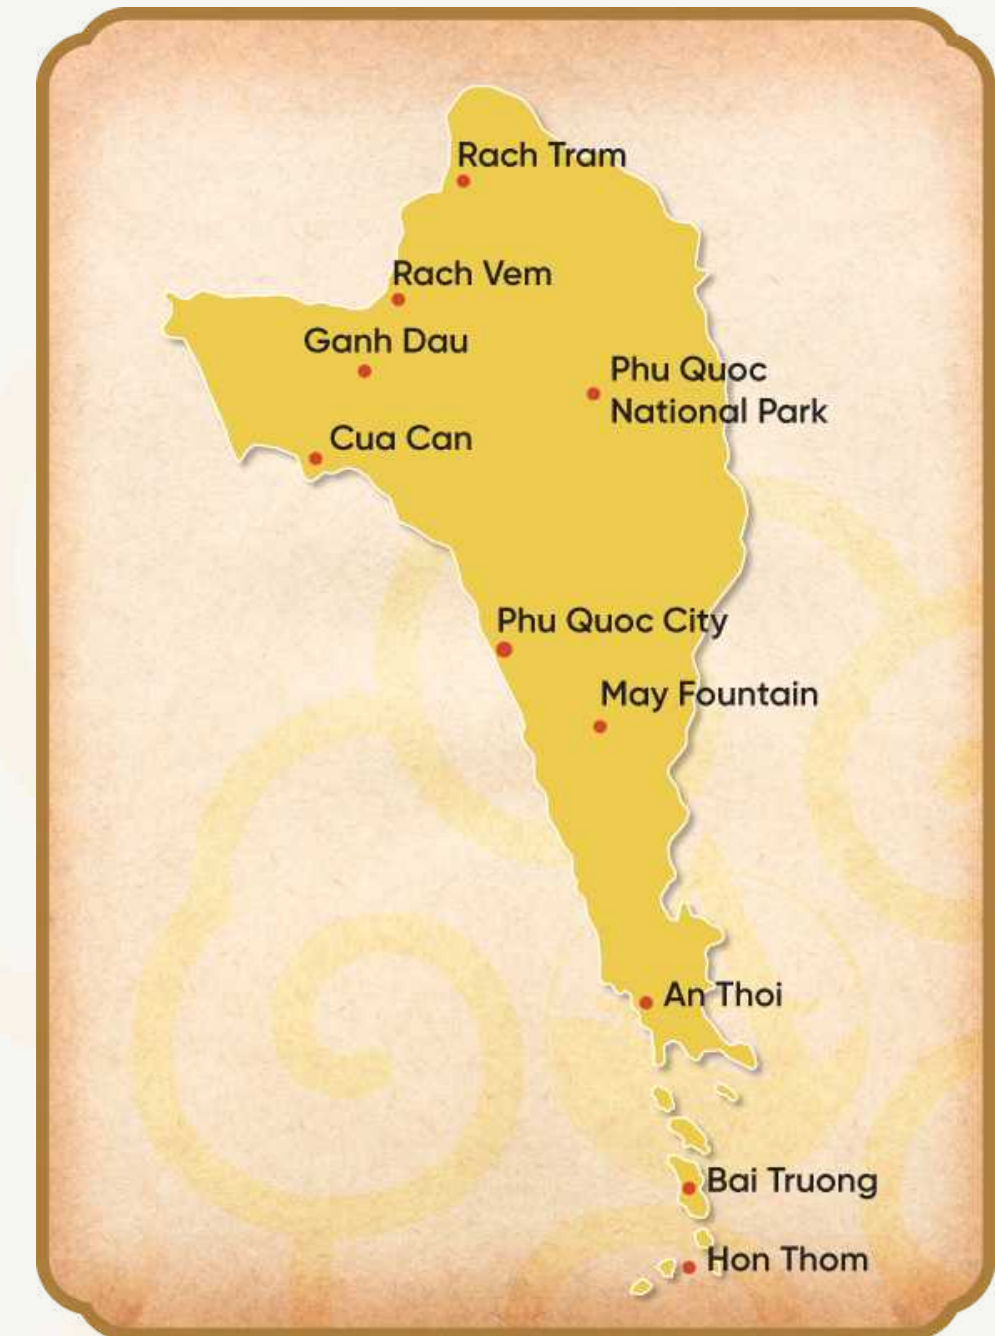 Rach Tram
Rach Vem
Ganh Dau
Phu Quoc
National Park
Cua Can
Phu Quoc City
May Fountain
An Thoi
Bai Truong
Hon Thom